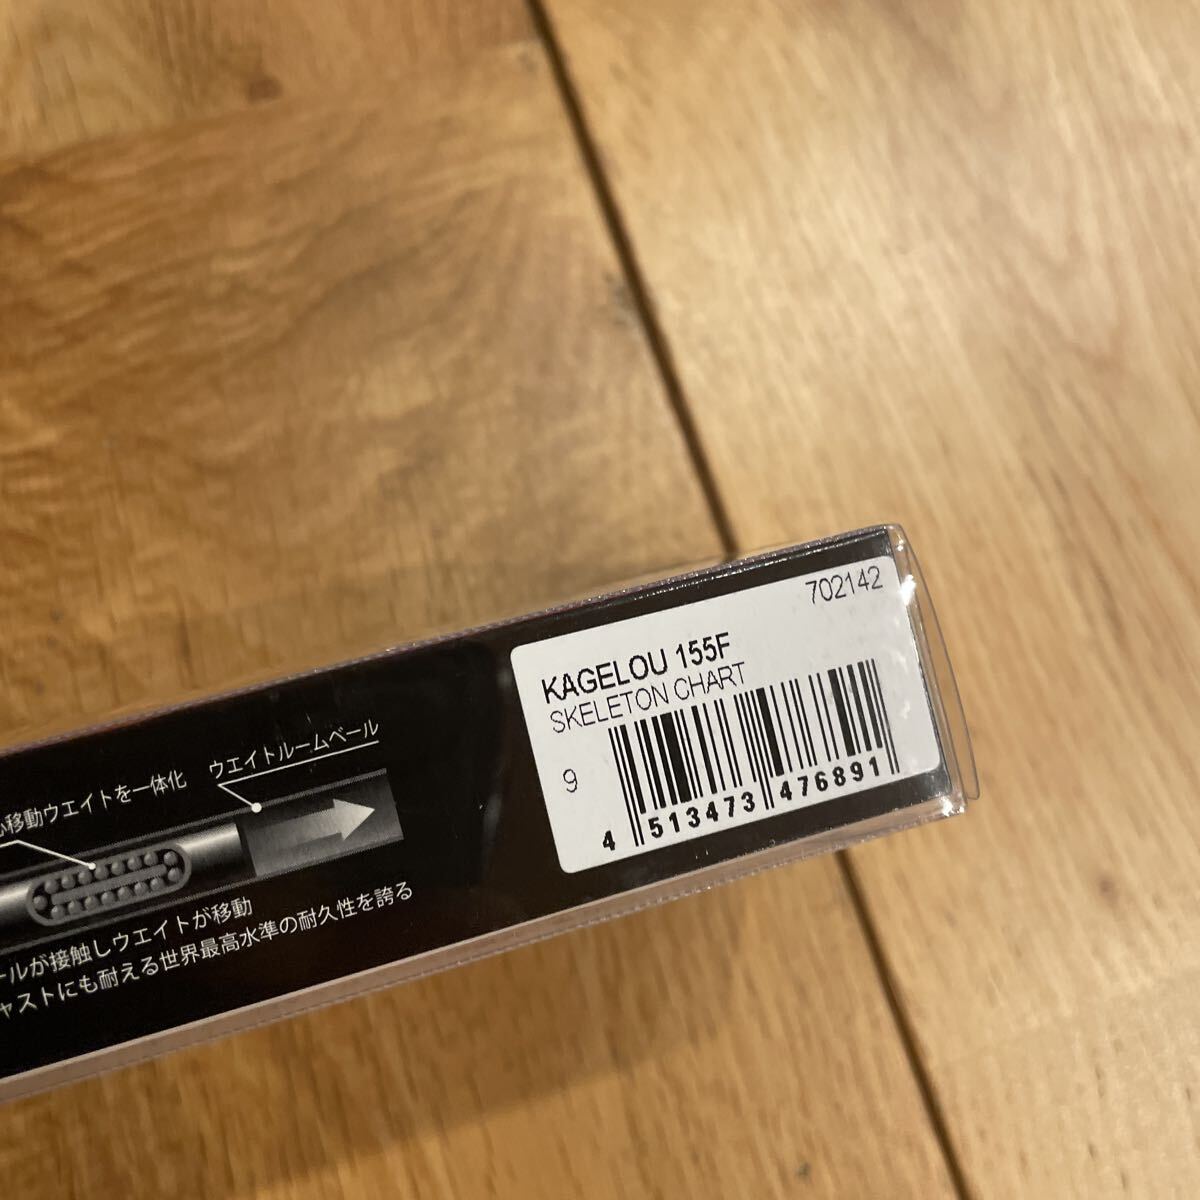 702142
KAGELOU 155F
SKELETON CHART
9
4 513473 476891
移動ウエイトを一体化
ウエイトルームベール
ールが接触しウエイトが移動
ャストにも耐える世界最高水準の耐久性を誇る